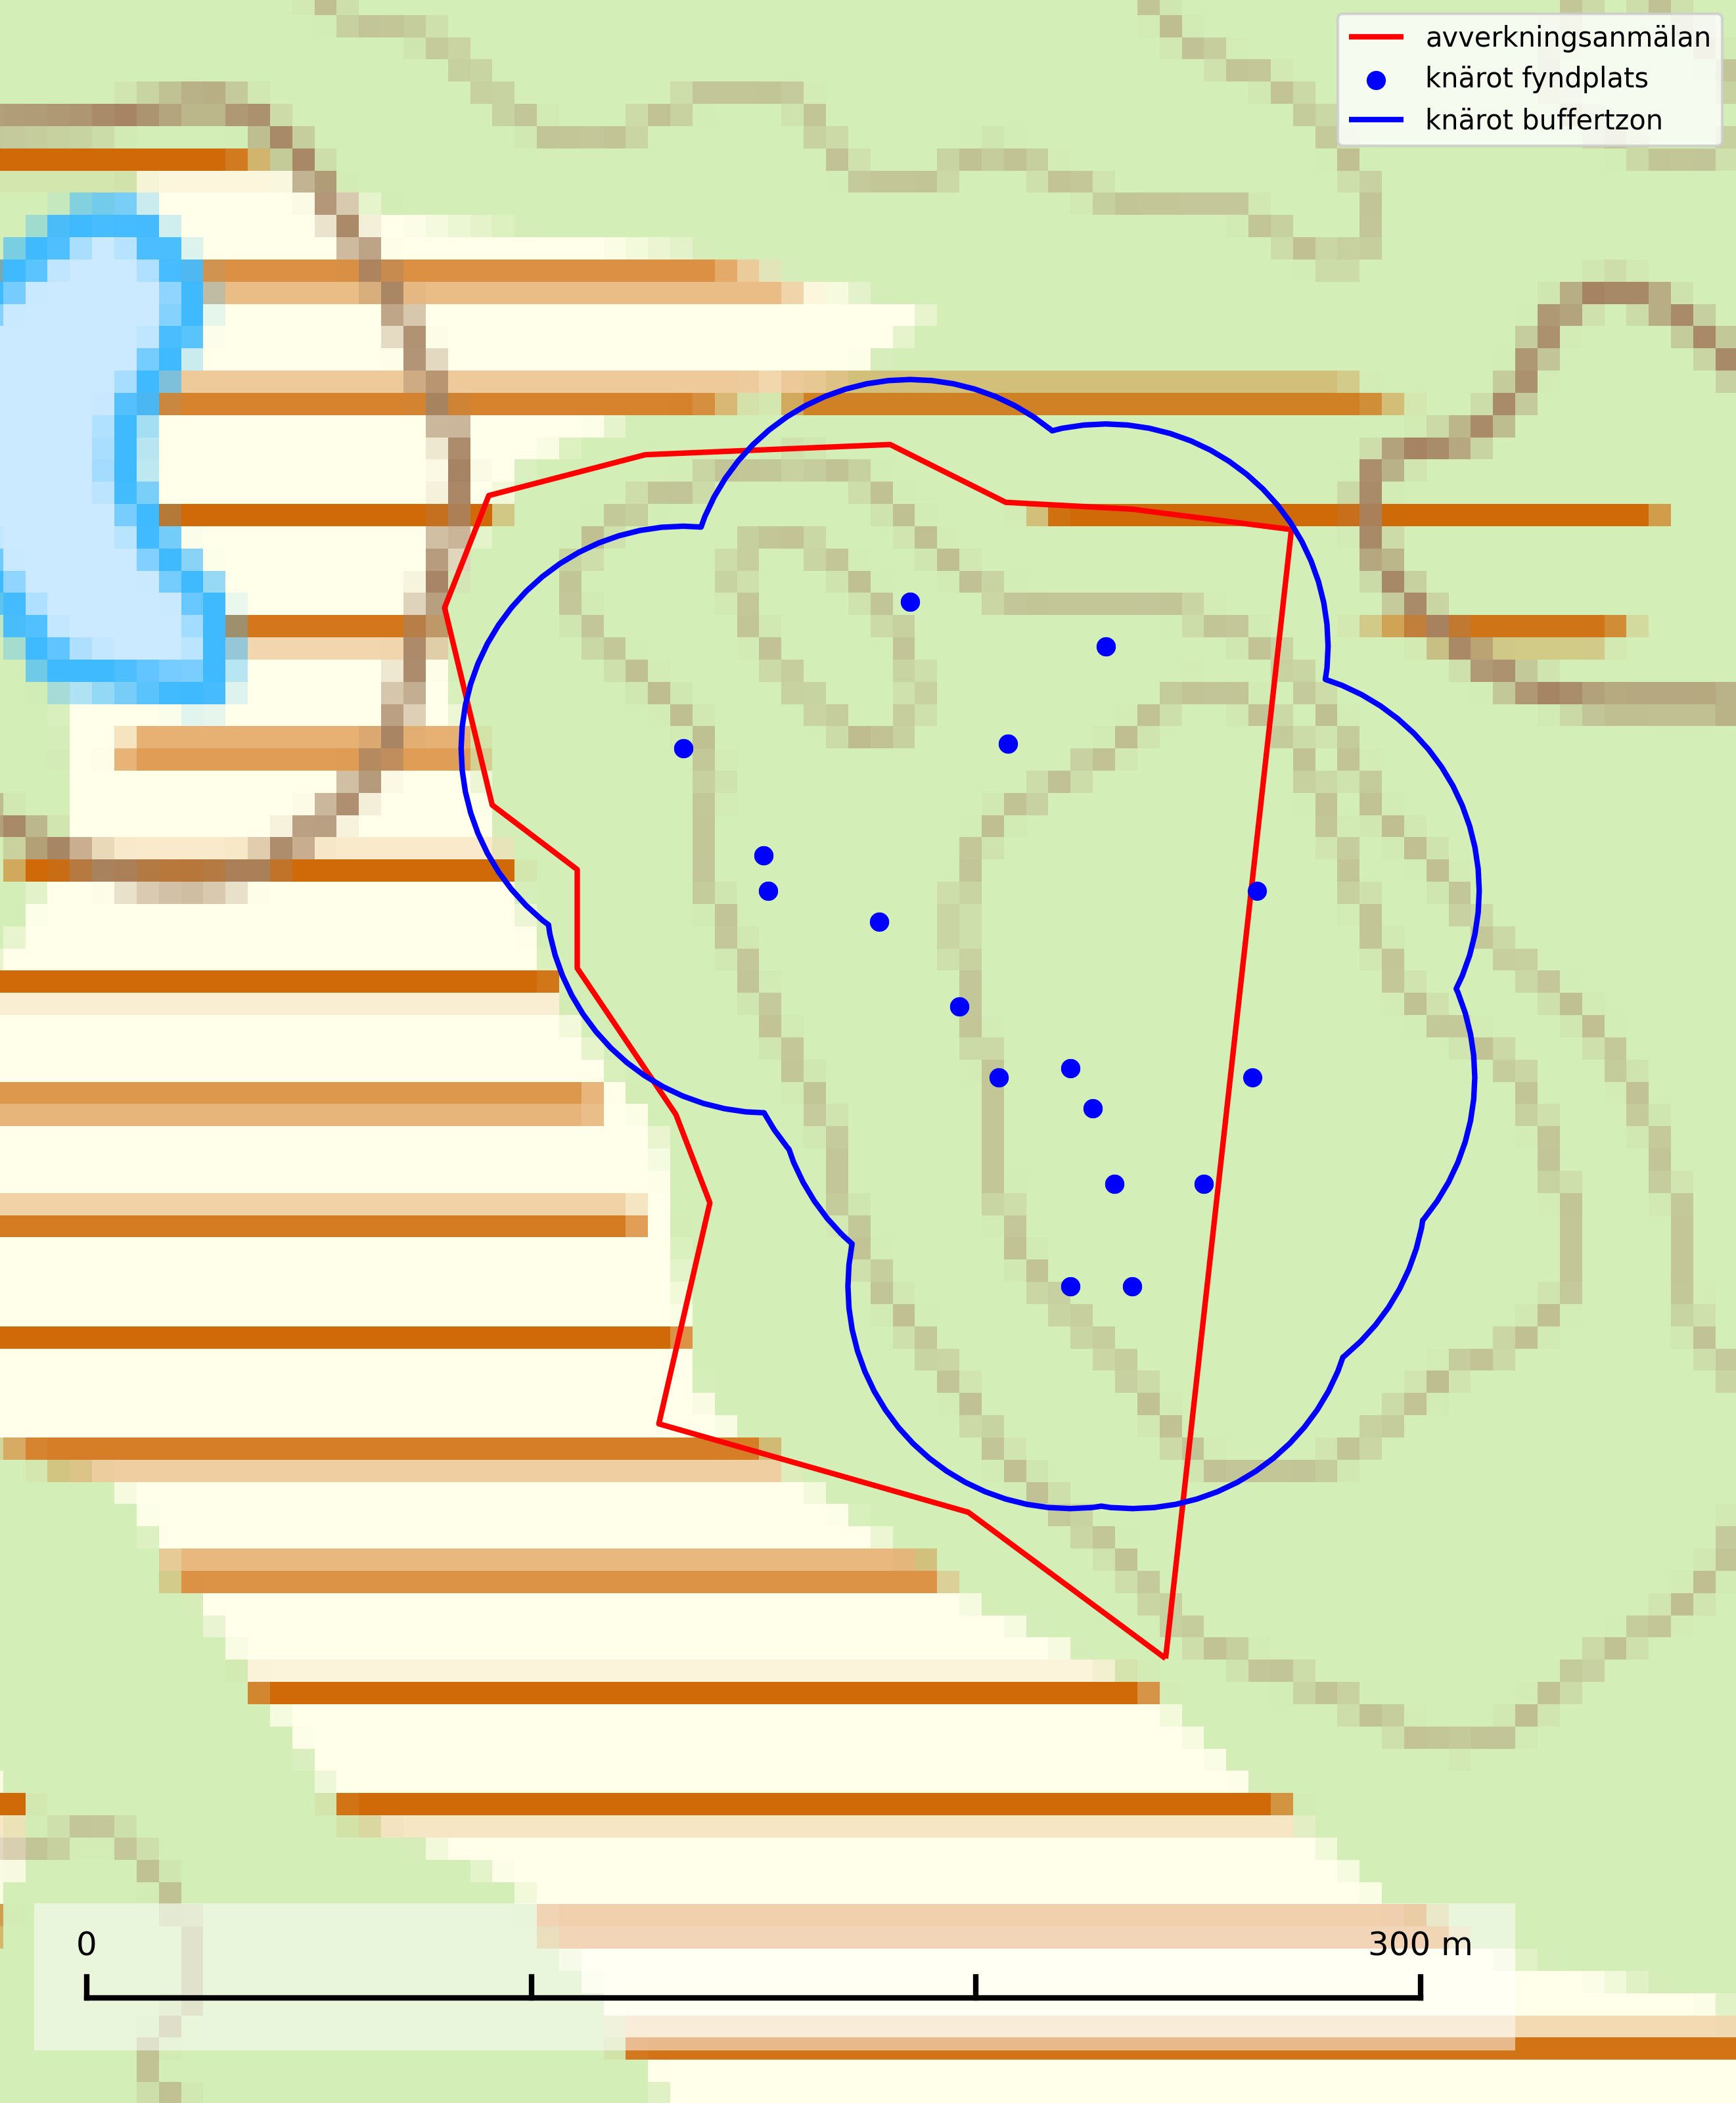 avverkningsanmälan
knärot fyndplats
knärot buffertzon
0 300 m